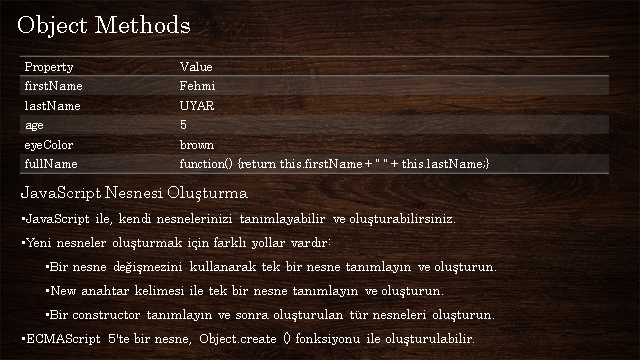 Object Methods
Property Value
firstName Fehmi
lastName UYAR
age 5
eyeColor brown
fullName function() {return this.firstName + " " + this.lastName;}
JavaScript Nesnesi Oluşturma
•JavaScript ile, kendi nesnelerinizi tanımlayabilir ve oluşturabilirsiniz.
•Yeni nesneler oluşturmak için farklı yollar vardır:
•Bir nesne değişmezini kullanarak tek bir nesne tanımlayın ve oluşturun.
•New anahtar kelimesi ile tek bir nesne tanımlayın ve oluşturun.
•Bir constructor tanımlayın ve sonra oluşturulan tür nesneleri oluşturun.
•ECMAScript 5'te bir nesne, Object.create () fonksiyonu ile oluşturulabilir.